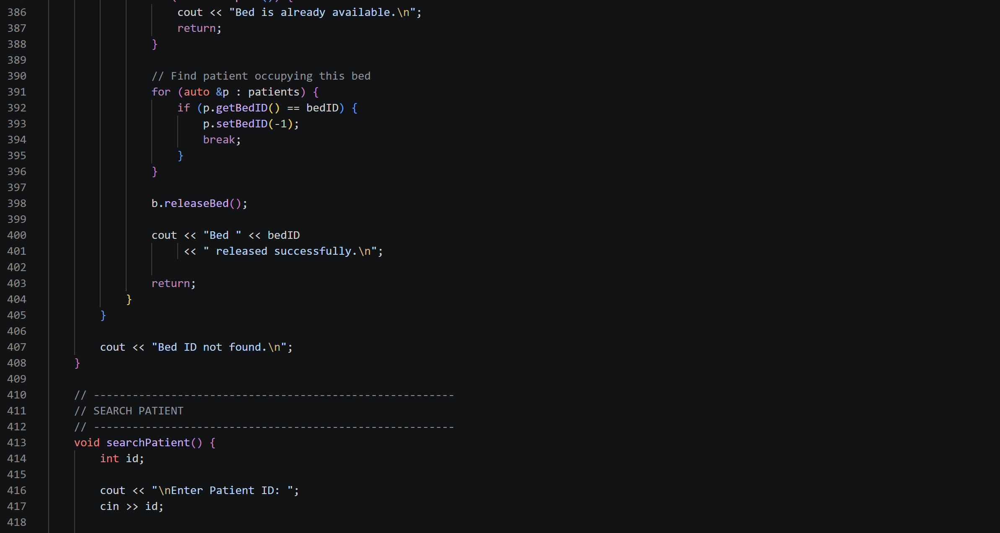 386                     cout << "Bed is already available.\n";
387                     return;
388                 }
389
390                 // Find patient occupying this bed
391                 for (auto &p : patients) {
392                     if (p.getBedID() == bedID) {
393                         p.setBedID(-1);
394                         break;
395                     }
396                 }
397
398                 b.releaseBed();
399
400                 cout << "Bed " << bedID
401                      << " released successfully.\n";
402
403                 return;
404             }
405         }
406
407         cout << "Bed ID not found.\n";
408     }
409
410     // --------------------------------------------------------
411     // SEARCH PATIENT
412     // --------------------------------------------------------
413     void searchPatient() {
414         int id;
415
416         cout << "\nEnter Patient ID: ";
417         cin >> id;
418